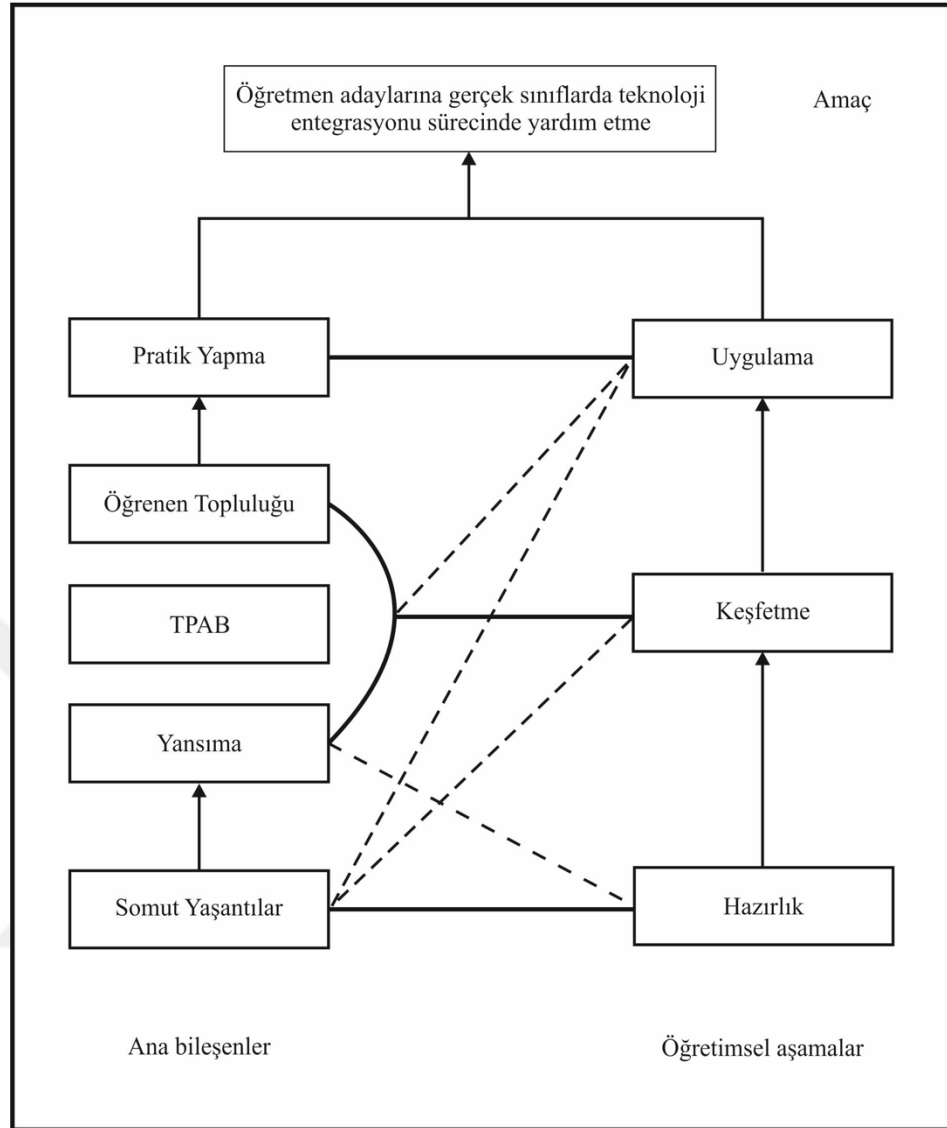 Öğretmen adaylarına gerçek sınıflarda teknoloji
entegrasyonu sürecinde yardım etme
Amaç
Pratik Yapma
Uygulama
Öğrenen Topluluğu
TPAB
Keşfetme
Yansıma
Somut Yaşantılar
Hazırlık
Ana bileşenler
Öğretimsel aşamalar